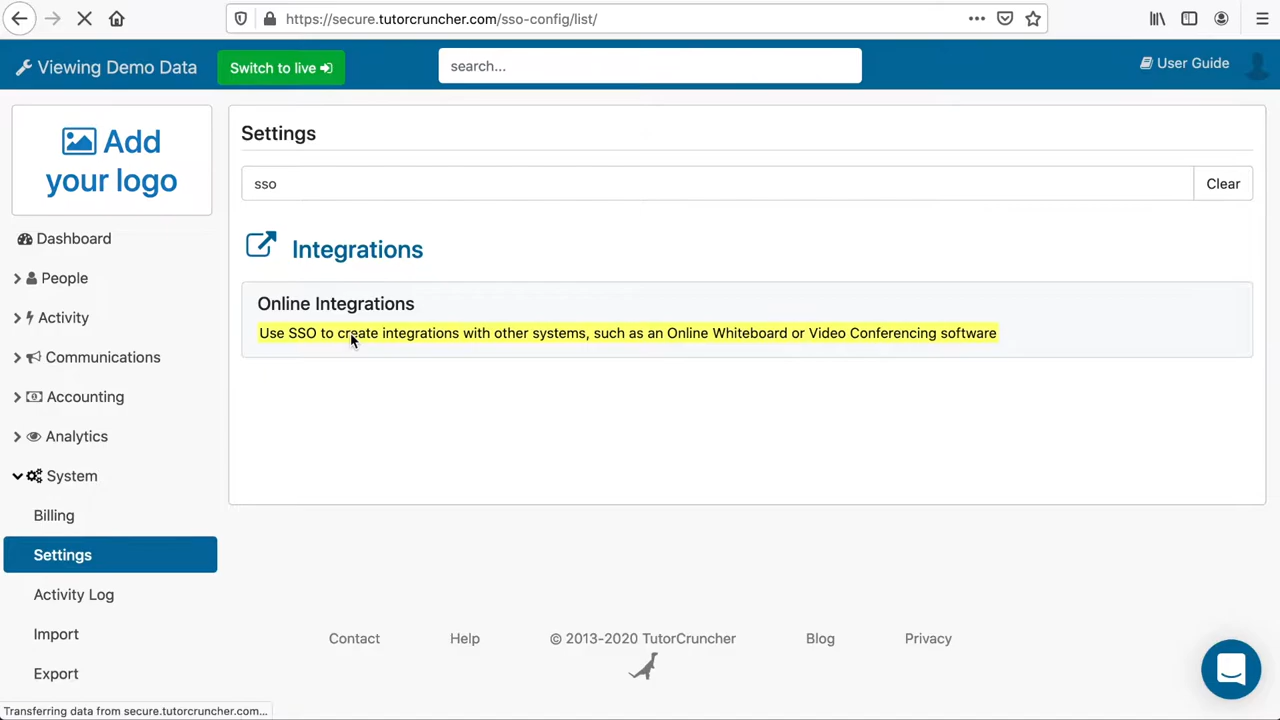 https://secure.tutorcruncher.com/sso-config/list/
Viewing Demo Data
Switch to live
search...
User Guide
Add
your logo
Dashboard
People
Activity
Communications
Accounting
Analytics
System
Billing
Settings
Activity Log
Import
Export
Settings
sso
Clear
Integrations
Online Integrations
Use SSO to create integrations with other systems, such as an Online Whiteboard or Video Conferencing software
Contact
Help
© 2013-2020 TutorCruncher
Blog
Privacy
Transferring data from secure.tutorcruncher.com...